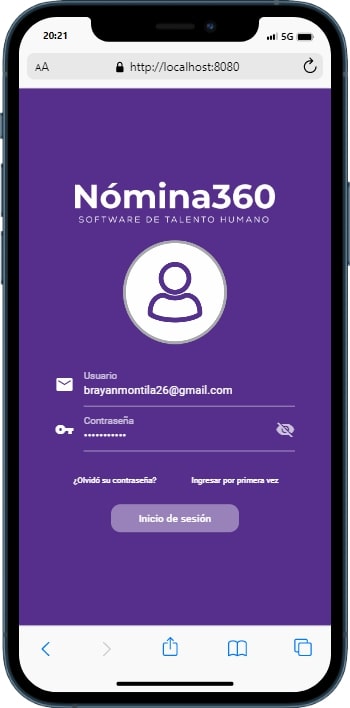 20:21
5G
AA
http://localhost:8080
Nómina360
SOFTWARE DE TALENTO HUMANO
Usuario
brayanmontila26@gmail.com
Contraseña
•••••••••••
¿Olvidó su contraseña? Ingresar por primera vez
Inicio de sesión